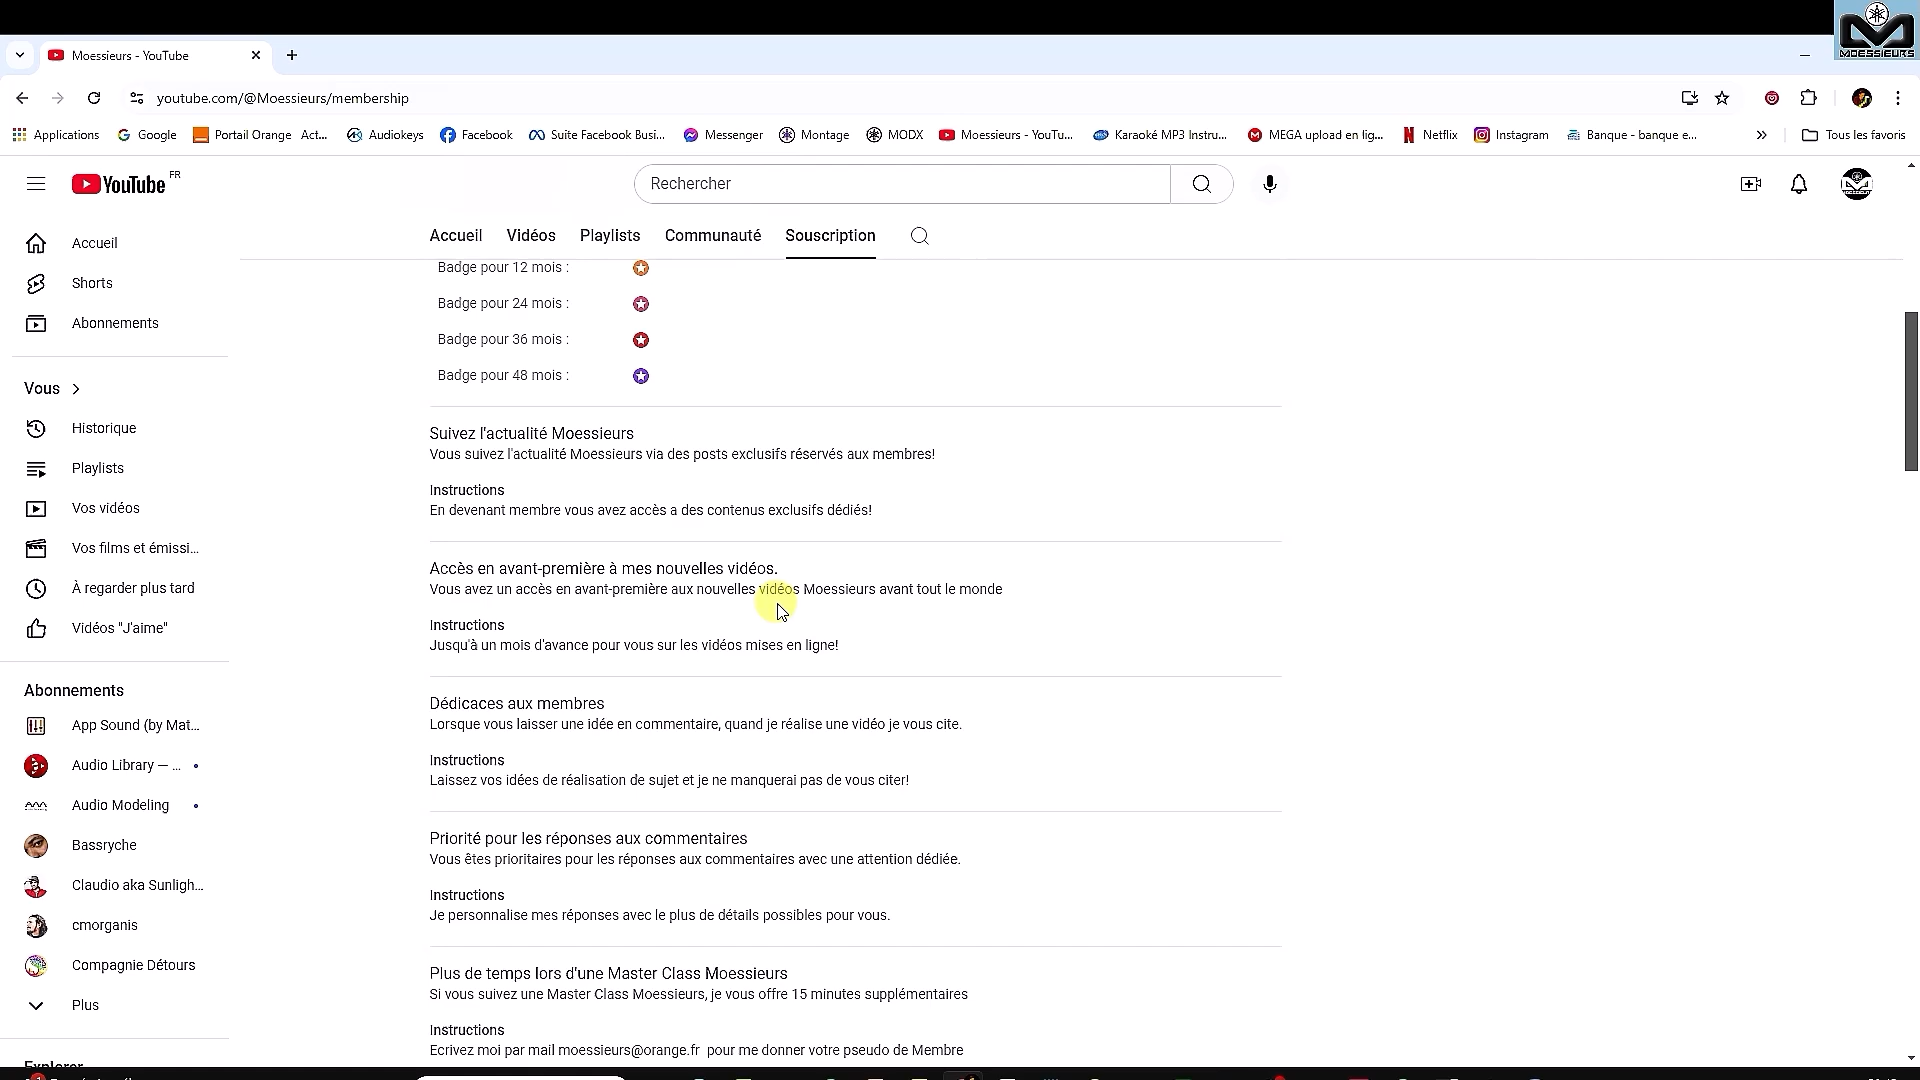 MOESSIEURS
Moessieurs - YouTube
youtube.com/@Moessieurs/membership
Applications
Google
Portail Orange Act...
Audiokeys
Facebook
Suite Facebook Busi...
Messenger
Montage
MODX
Moessieurs - YouTu...
Karaoké MP3 Instru...
MEGA upload en lig...
Netflix
Instagram
Banque - banque e...
Tous les favoris
YouTube FR
Rechercher
Accueil
Vidéos
Playlists
Communauté
Souscription
Accueil
Shorts
Abonnements
Vous
Historique
Playlists
Vos vidéos
Vos films et émissi...
À regarder plus tard
Vidéos "J'aime"
Abonnements
App Sound (by Mat...
Audio Library — ...
Audio Modeling
Bassryche
Claudio aka Sunligh...
cmorganis
Compagnie Détours
Plus
Explorer
Badge pour 12 mois :
Badge pour 24 mois :
Badge pour 36 mois :
Badge pour 48 mois :
Suivez l'actualité Moessieurs
Vous suivez l'actualité Moessieurs via des posts exclusifs réservés aux membres!
Instructions
En devenant membre vous avez accès a des contenus exclusifs dédiés!
Accès en avant-première à mes nouvelles vidéos.
Vous avez un accès en avant-première aux nouvelles vidéos Moessieurs avant tout le monde
Instructions
Jusqu'à un mois d'avance pour vous sur les vidéos mises en ligne!
Dédicaces aux membres
Lorsque vous laisser une idée en commentaire, quand je réalise une vidéo je vous cite.
Instructions
Laissez vos idées de réalisation de sujet et je ne manquerai pas de vous citer!
Priorité pour les réponses aux commentaires
Vous êtes prioritaires pour les réponses aux commentaires avec une attention dédiée.
Instructions
Je personnalise mes réponses avec le plus de détails possibles pour vous.
Plus de temps lors d'une Master Class Moessieurs
Si vous suivez une Master Class Moessieurs, je vous offre 15 minutes supplémentaires
Instructions
Ecrivez moi par mail moessieurs@orange.fr pour me donner votre pseudo de Membre